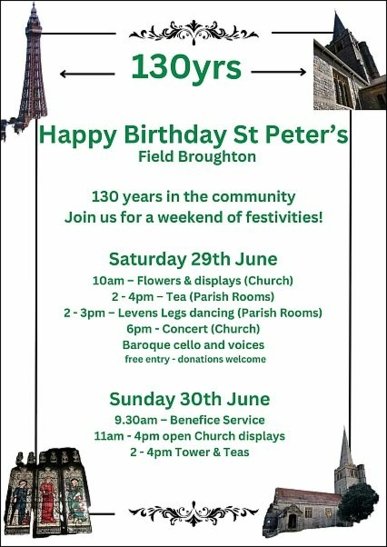 130yrs
Happy Birthday St Peter's
Field Broughton
130 years in the community
Join us for a weekend of festivities!
Saturday 29th June
10am – Flowers & displays (Church)
2 - 4pm – Tea (Parish Rooms)
2 - 3pm – Levens Legs dancing (Parish Rooms)
6pm - Concert (Church)
Baroque cello and voices
free entry - donations welcome
Sunday 30th June
9.30am – Benefice Service
11am - 4pm open Church displays
2 - 4pm Tower & Teas